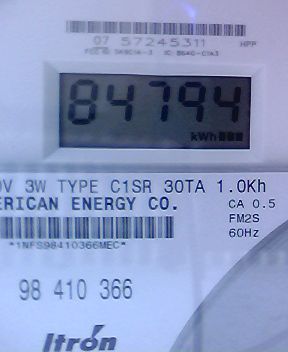 07 57245311 HPP
84794
kWh
0V 3W TYPE C1SR 30TA 1.0Kh
ERICAN ENERGY CO. CA 0.5
FM2S
*1NFS98410366MEC* 60Hz
98 410 366
Itrón